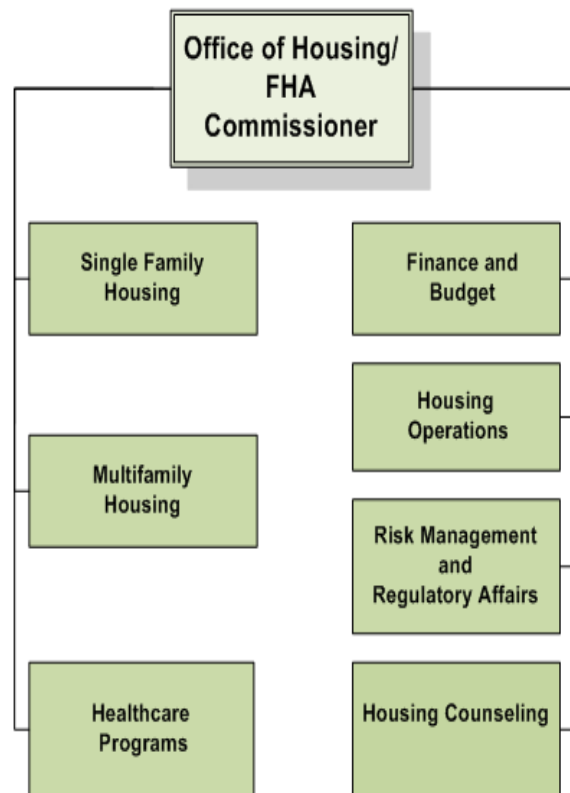 Office of Housing/
FHA
Commissioner
Single Family
Housing
Finance and
Budget
Housing
Operations
Multifamily
Housing
Risk Management
and
Regulatory Affairs
Healthcare
Programs
Housing Counseling